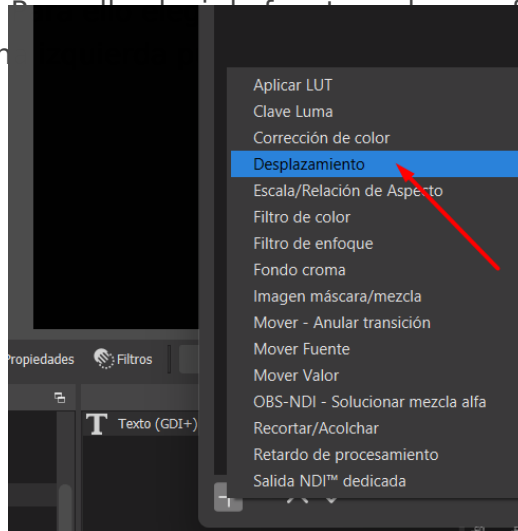 Aplicar LUT
Clave Luma
Corrección de color
Desplazamiento
Escala/Relación de Aspecto
Filtro de color
Filtro de enfoque
Fondo croma
Imagen máscara/mezcla
Mover - Anular transición
Mover Fuente
Mover Valor
OBS-NDI - Solucionar mezcla alfa
Recortar/Acolchar
Retardo de procesamiento
Salida NDI™ dedicada
Propiedades
Filtros
T Texto (GDI+)